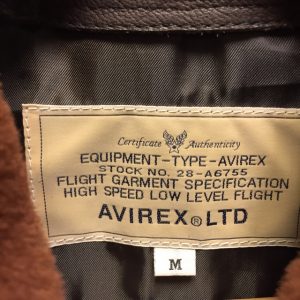 Certificate Authenticity
EQUIPMENT-TYPE-AVIREX
STOCK NO. 28-A6755
FLIGHT GARMENT SPECIFICATION
HIGH SPEED LOW LEVEL FLIGHT
AVIREX® LTD
M